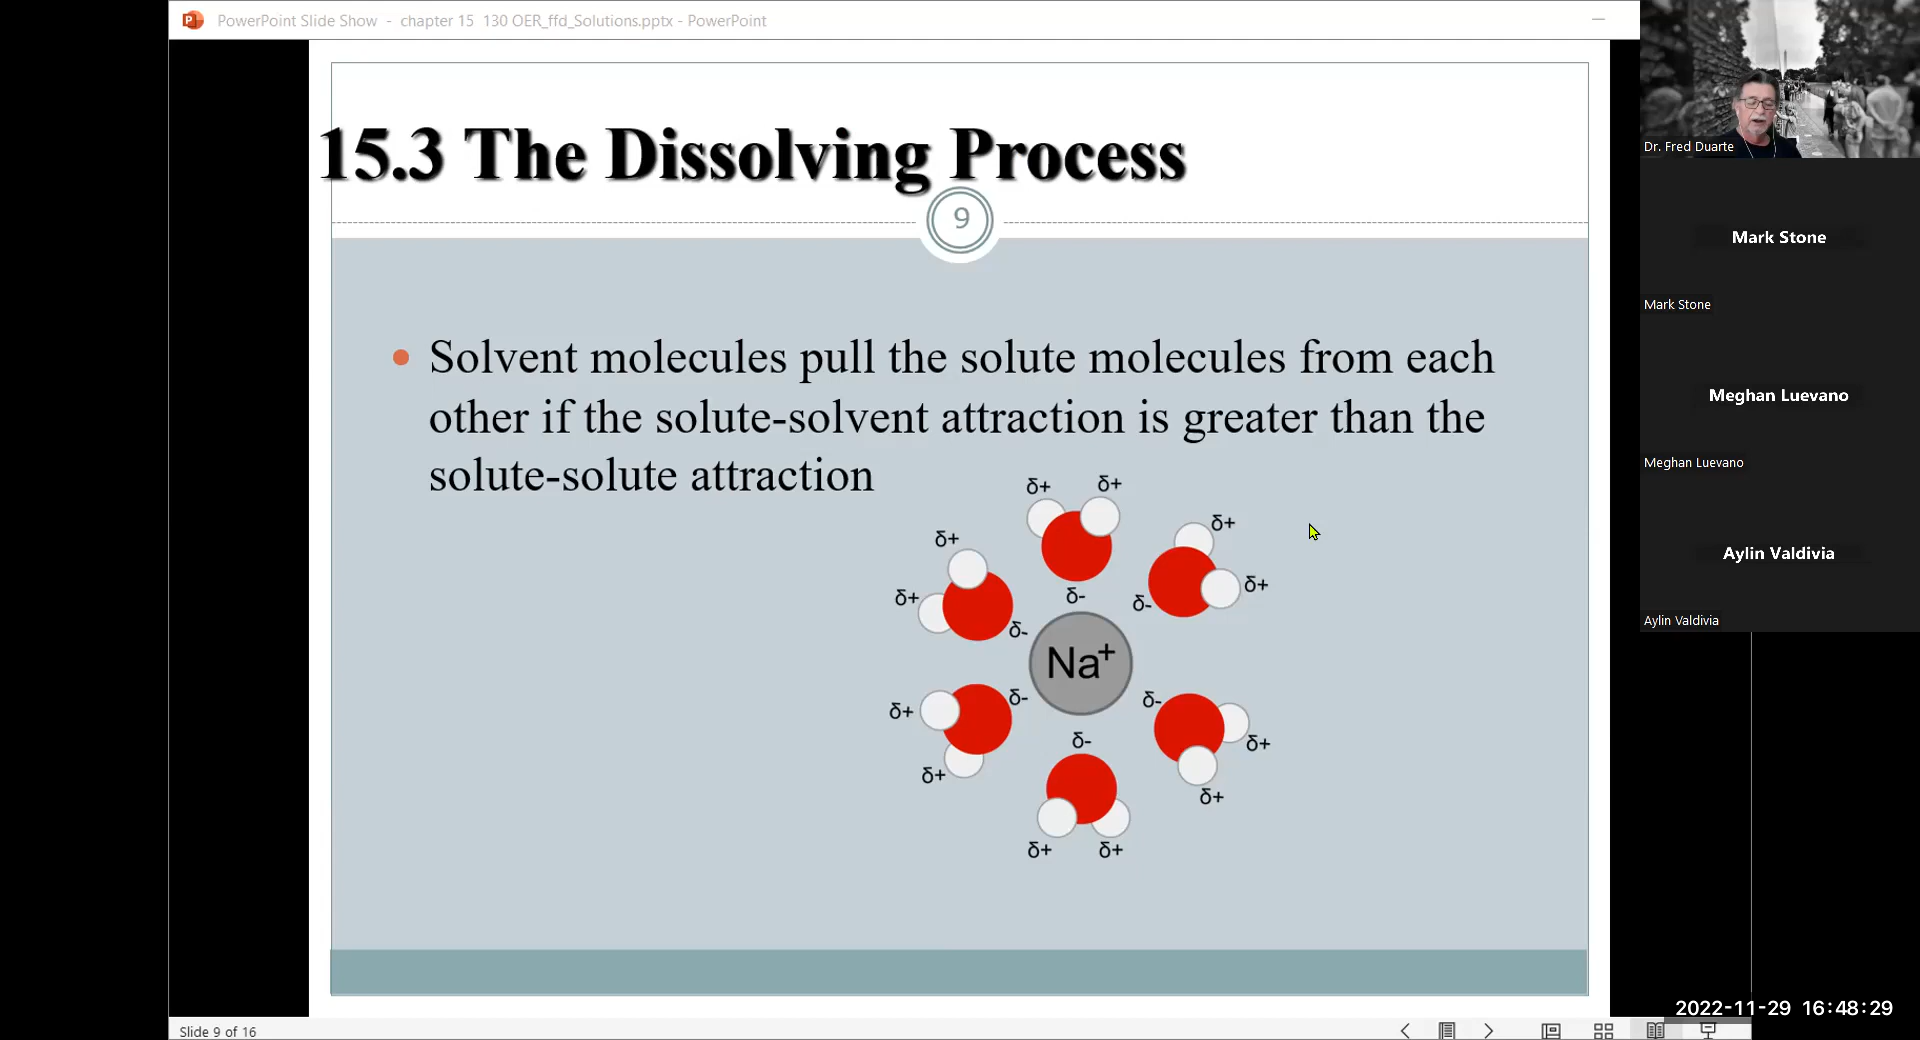 PowerPoint Slide Show - chapter 15 130 OER_ffd_Solutions.pptx - PowerPoint
15.3 The Dissolving Process
9
• Solvent molecules pull the solute molecules from each
other if the solute-solvent attraction is greater than the
solute-solute attraction
δ+ δ+
δ+
δ+
δ+
δ+
δ-
δ-
δ-
Na+
δ-
δ-
δ+
δ-
δ+
δ+
δ+
δ+ δ+
Dr. Fred Duarte
Mark Stone
Mark Stone
Meghan Luevano
Meghan Luevano
Aylin Valdivia
Aylin Valdivia
2022-11-29 16:48:29
Slide 9 of 16